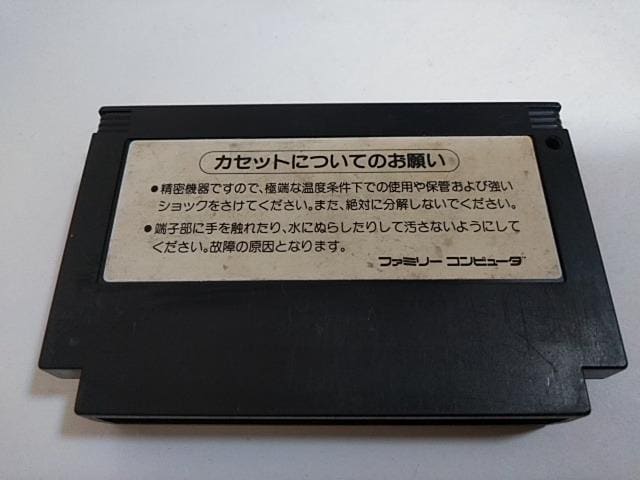 カセットについてのお願い
●精密機器ですので、極端な温度条件下での使用や保管および強い
ショックをさけてください。また、絶対に分解しないでください。
●端子部に手を触れたり、水にぬらしたりして汚さないようにして
ください。故障の原因となります。
ファミリー コンピュータ